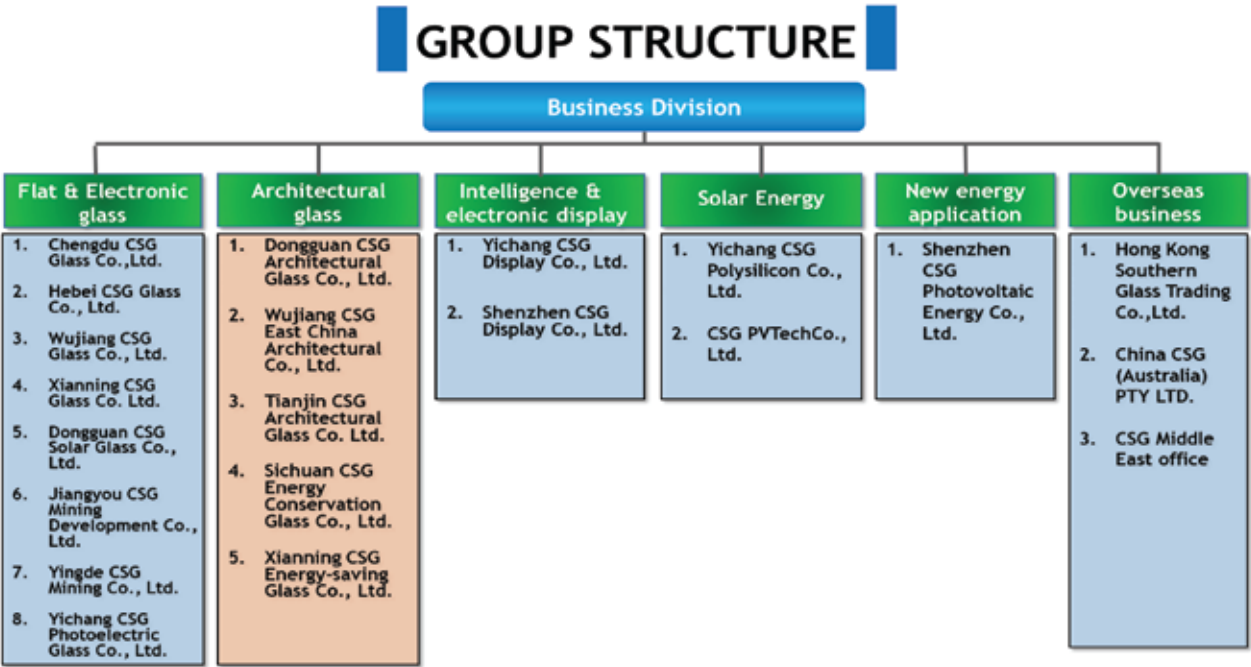 GROUP STRUCTURE
Business Division
Flat & Electronic
glass
1. Chengdu CSG
Glass Co.,Ltd.
2. Hebei CSG Glass
Co., Ltd.
3. Wujiang CSG
Glass Co., Ltd.
4. Xianning CSG
Glass Co. Ltd.
5. Dongguan CSG
Solar Glass Co.,
Ltd.
6. Jiangyou CSG
Mining
Development Co.,
Ltd.
7. Yingde CSG
Mining Co., Ltd.
8. Yichang CSG
Photoelectric
Glass Co., Ltd.
Architectural
glass
1. Dongguan CSG
Architectural
Glass Co., Ltd.
2. Wujiang CSG
East China
Architectural
Co., Ltd.
3. Tianjin CSG
Architectural
Glass Co. Ltd.
4. Sichuan CSG
Energy
Conservation
Glass Co., Ltd.
5. Xianning CSG
Energy-saving
Glass Co., Ltd.
Intelligence &
electronic display
1. Yichang CSG
Display Co., Ltd.
2. Shenzhen CSG
Display Co., Ltd.
Solar Energy
1. Yichang CSG
Polysilicon Co.,
Ltd.
2. CSG PVTechCo.,
Ltd.
New energy
application
1. Shenzhen
CSG
Photovoltaic
Energy Co.,
Ltd.
Overseas
business
1. Hong Kong
Southern
Glass Trading
Co.,Ltd.
2. China CSG
(Australia)
PTY LTD.
3. CSG Middle
East office